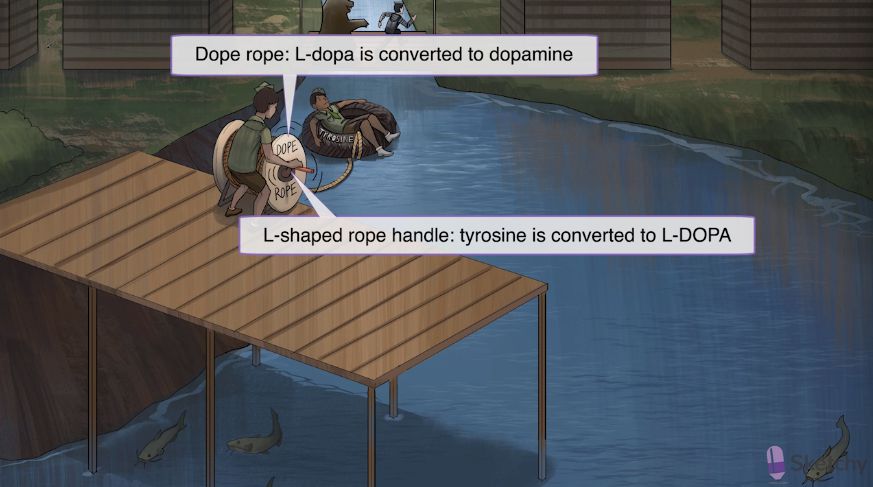 Dope rope: L-dopa is converted to dopamine
TYROSINE
DOPE
ROPE
L-shaped rope handle: tyrosine is converted to L-DOPA
Sketchy